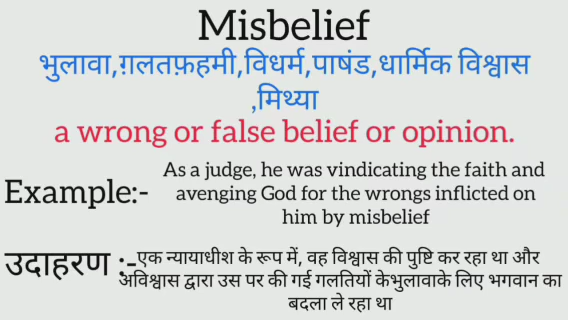 Misbelief
भुलावा,ग़लतफ़हमी,विधर्म,पाषंड,धार्मिक विश्वास
,मिथ्या
a wrong or false belief or opinion.
Example:- As a judge, he was vindicating the faith and
avenging God for the wrongs inflicted on
him by misbelief
उदाहरण :-एक न्यायाधीश के रूप में, वह विश्वास की पुष्टि कर रहा था और
अविश्वास द्वारा उस पर की गई गलतियों केभुलावाके लिए भगवान का
बदला ले रहा था